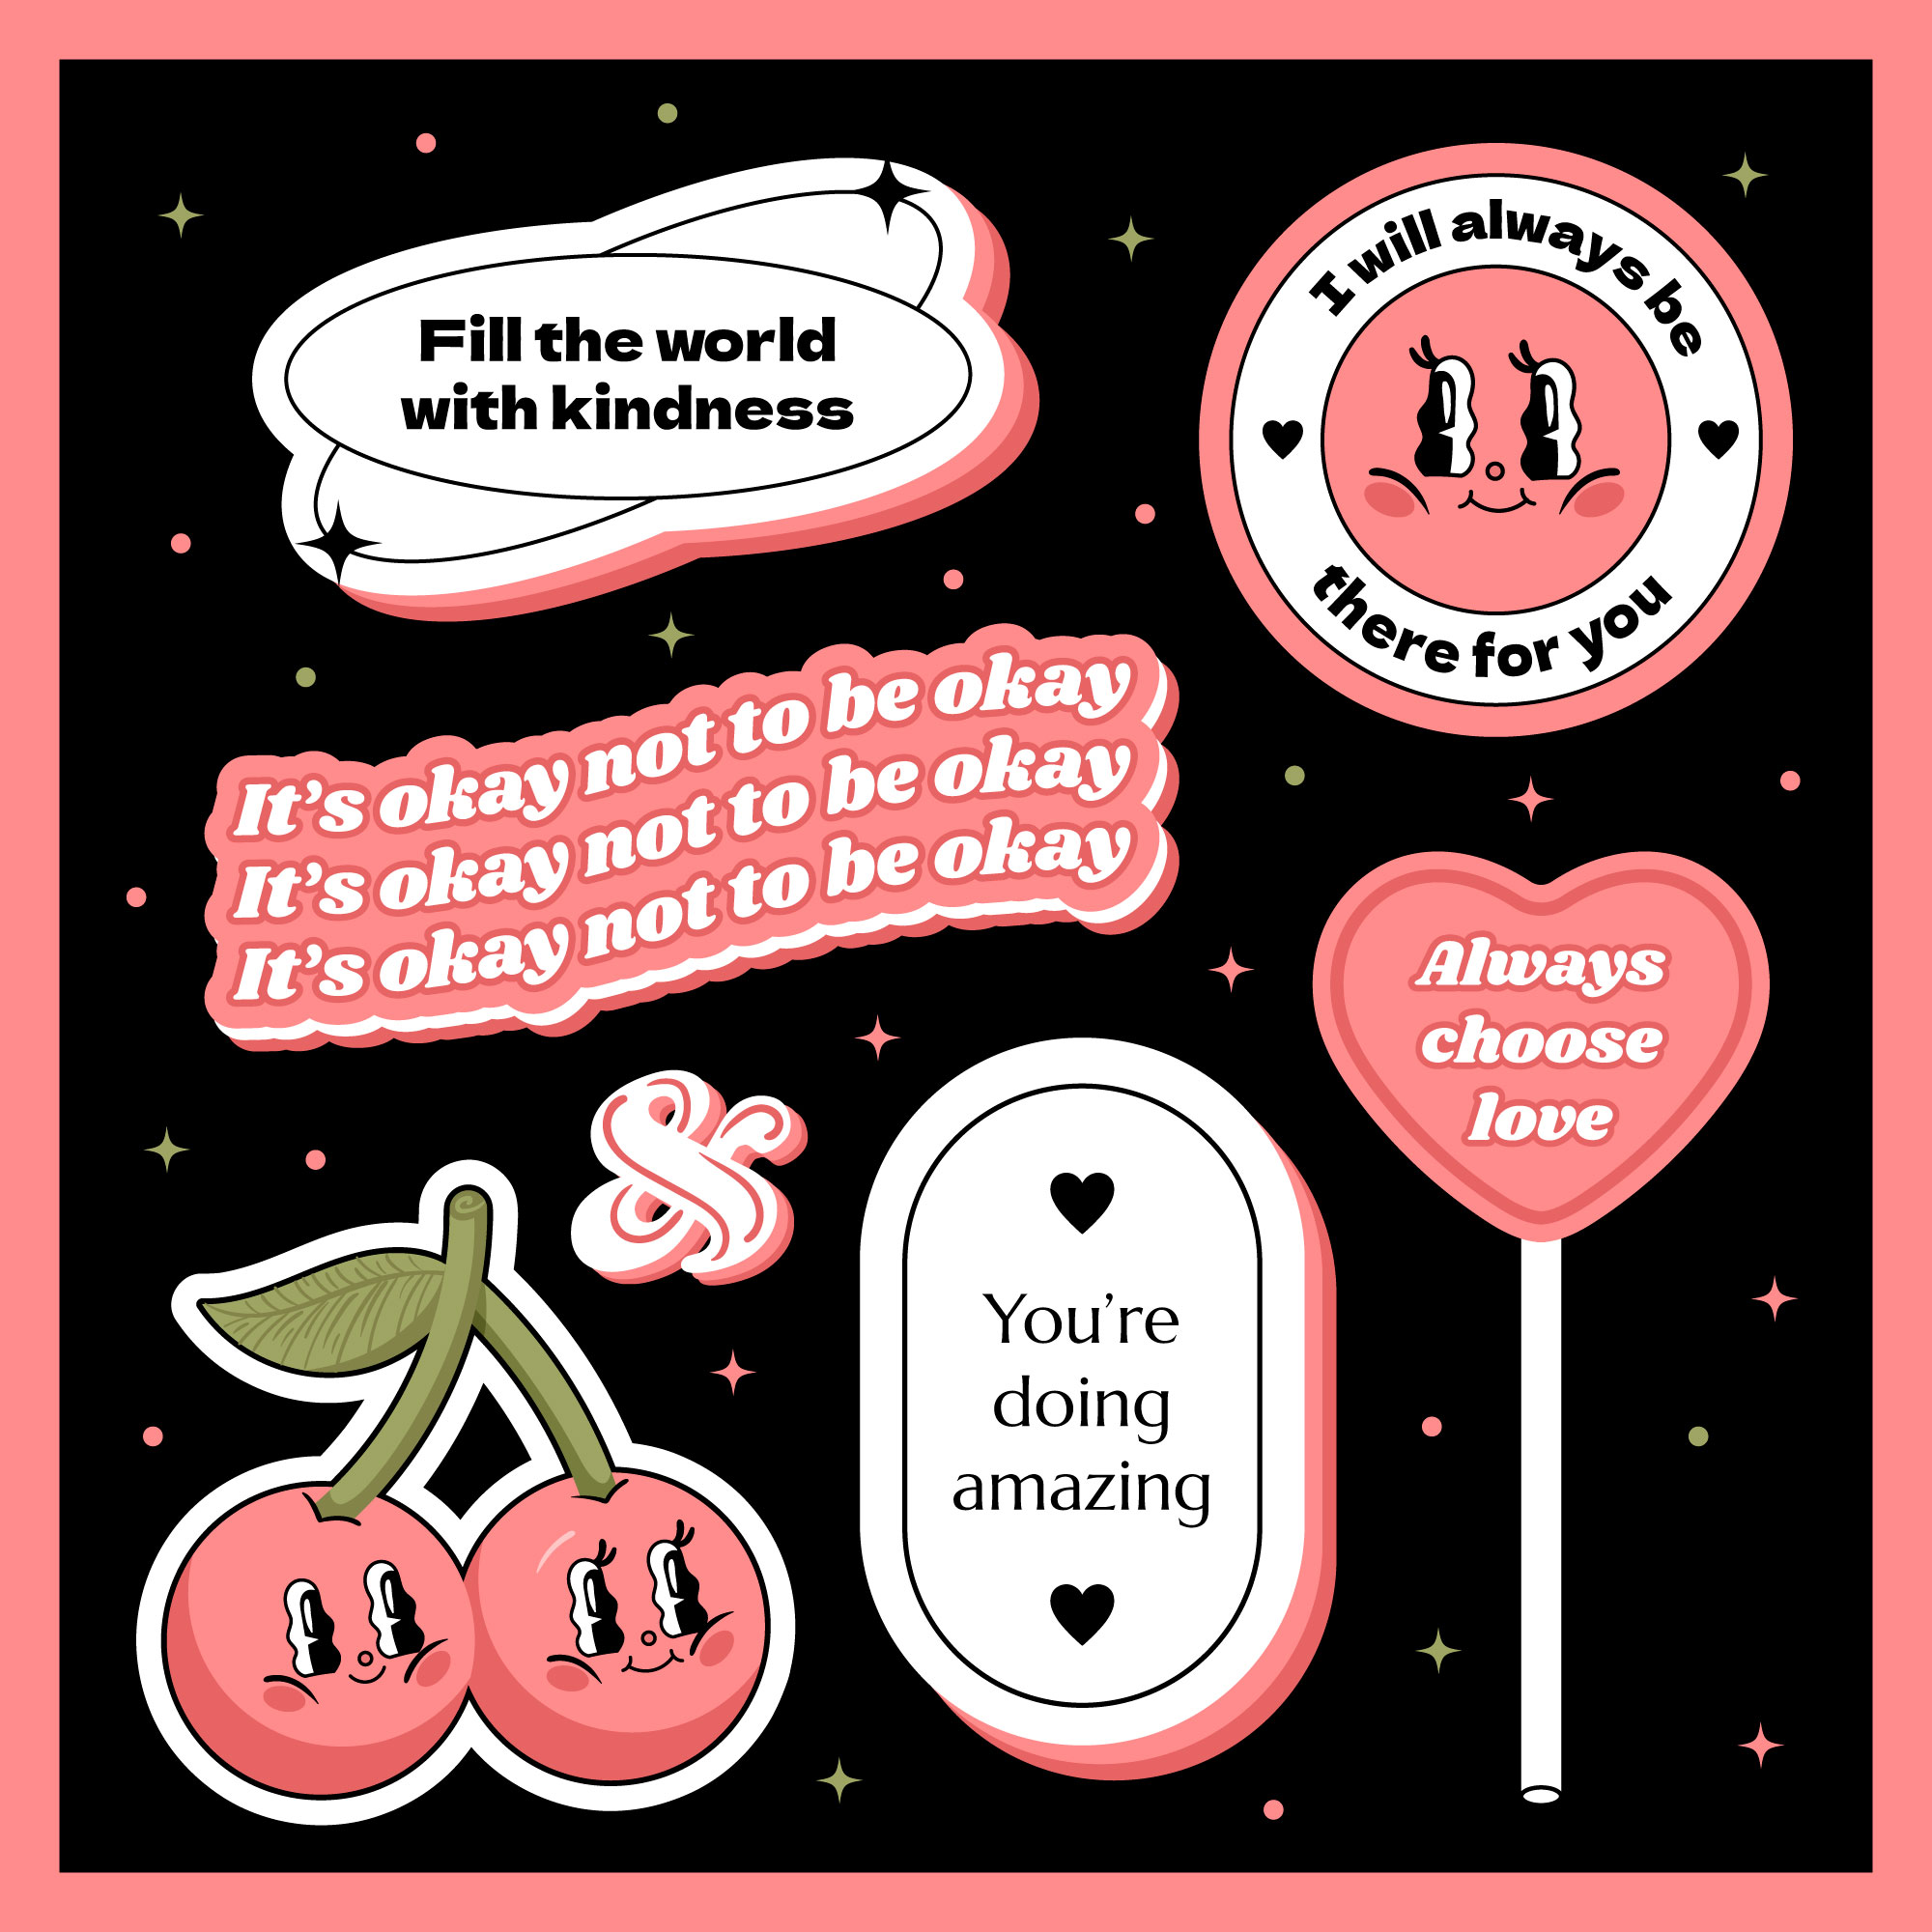 Fill the world
with kindness
I will always be
there for you
It's okay not to be okay
It's okay not to be okay
It's okay not to be okay
Always
choose
love
&
You're
doing
amazing